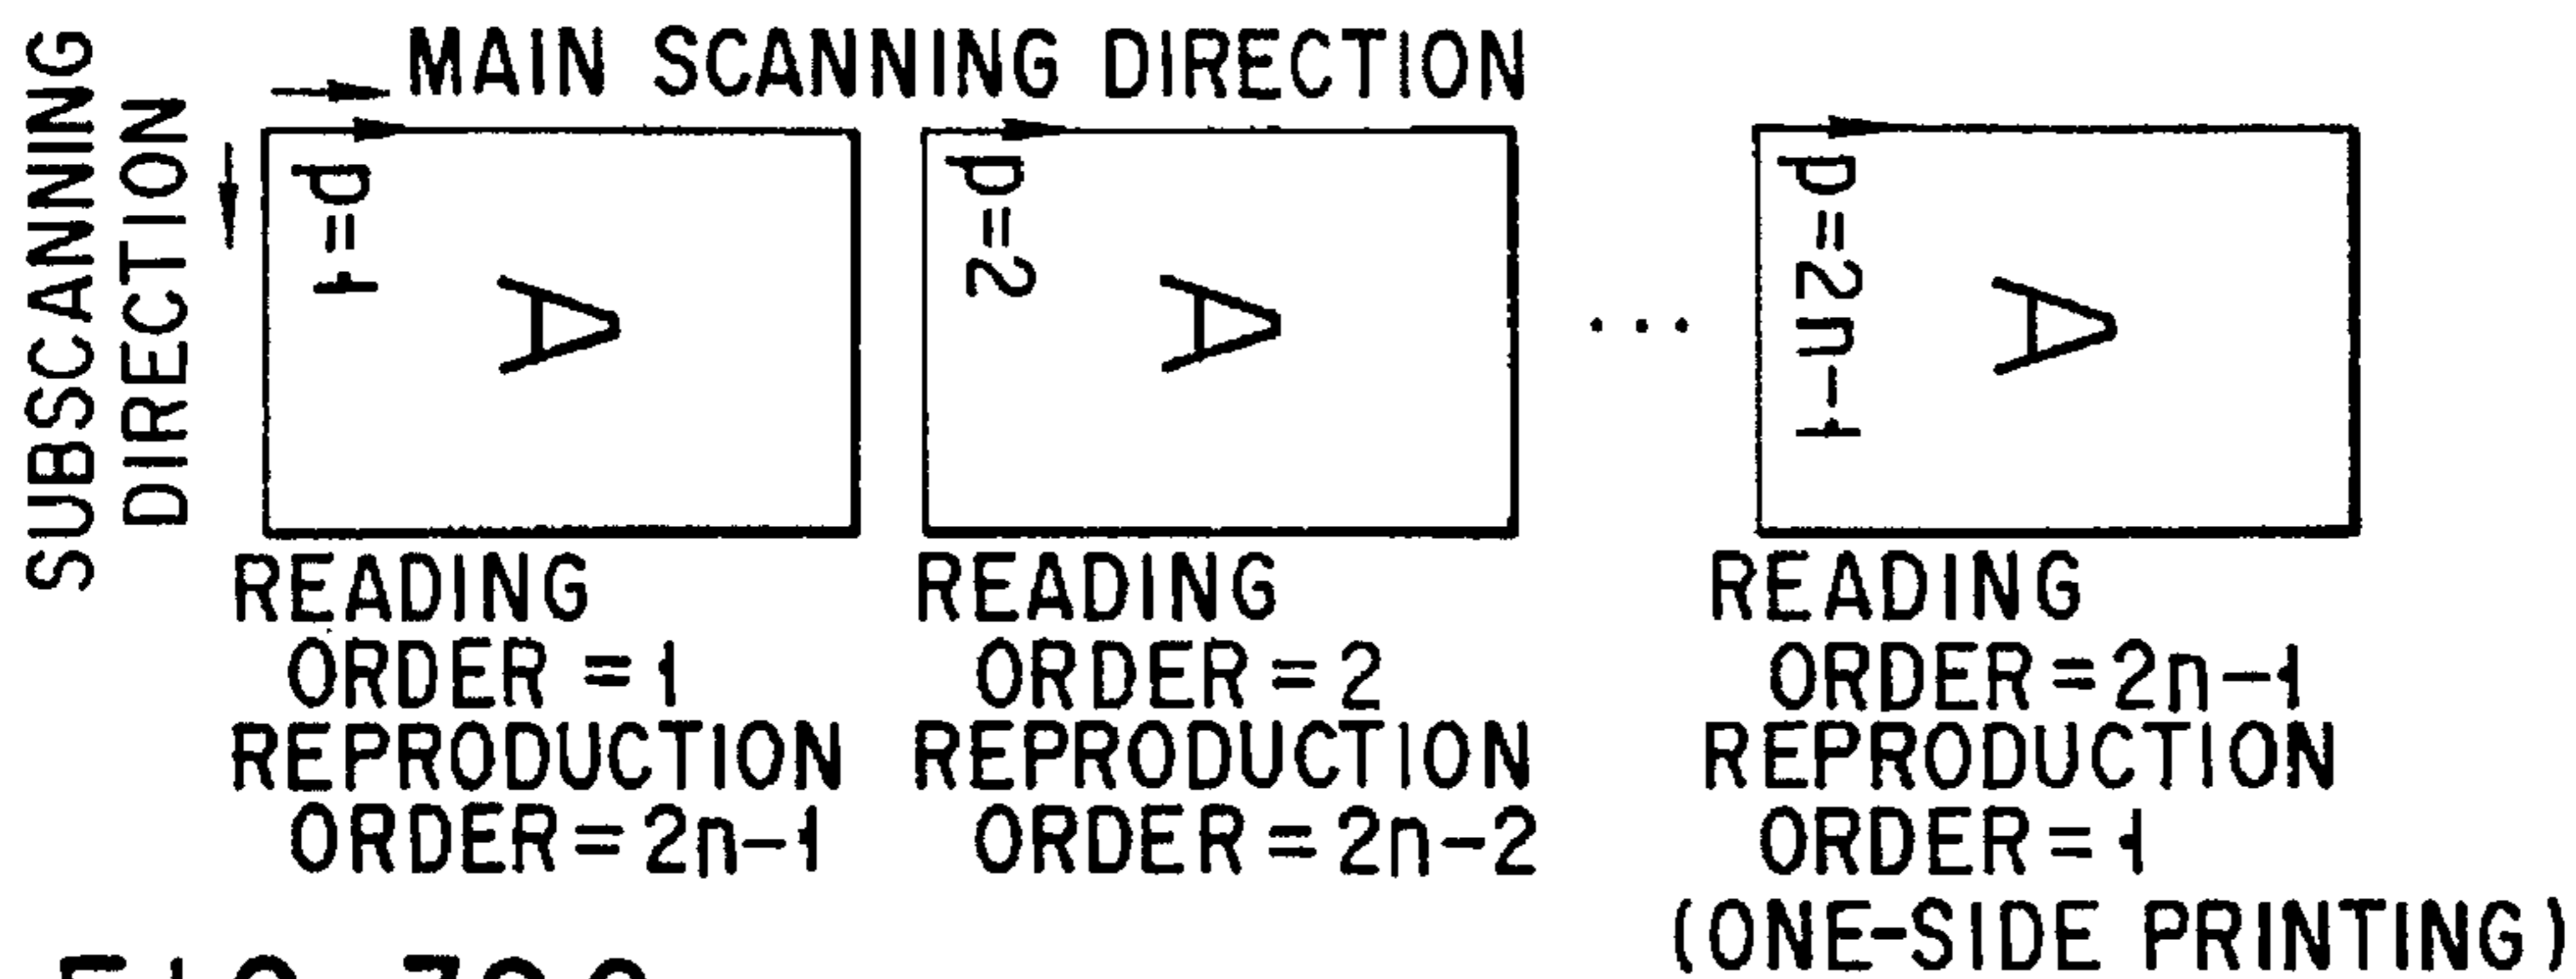 SUBSCANNING
DIRECTION
MAIN SCANNING DIRECTION
p=1
A
p=2
A
...
p=2n-1
A
READING
ORDER = 1
REPRODUCTION
ORDER = 2n-1
READING
ORDER = 2
REPRODUCTION
ORDER = 2n-2
READING
ORDER = 2n-1
REPRODUCTION
ORDER = 1
(ONE-SIDE PRINTING)